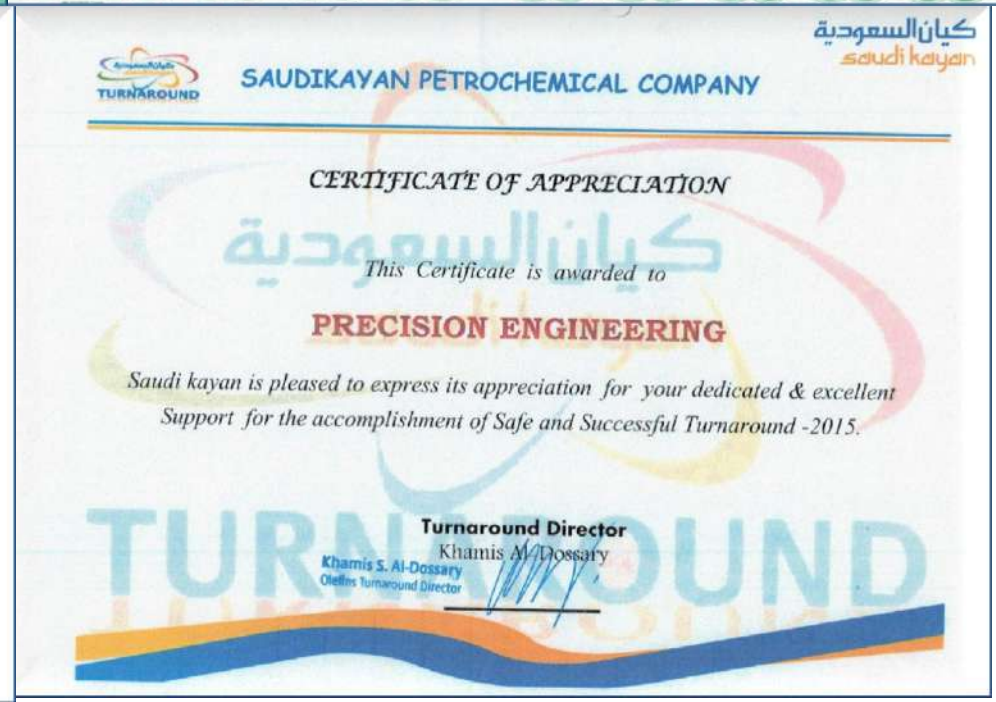 كيان السعودية
saudi kayan
TURNAROUND
SAUDIKAYAN PETROCHEMICAL COMPANY
CERTIFICATE OF APPRECIATION
كيان السعودية
This Certificate is awarded to
PRECISION ENGINEERING
Saudi kayan is pleased to express its appreciation for your dedicated & excellent
Support for the accomplishment of Safe and Successful Turnaround -2015.
TURNAROUND
Turnaround Director
Khamis Al-Dossary
Khamis S. Al-Dossary
Olefins Turnaround Director